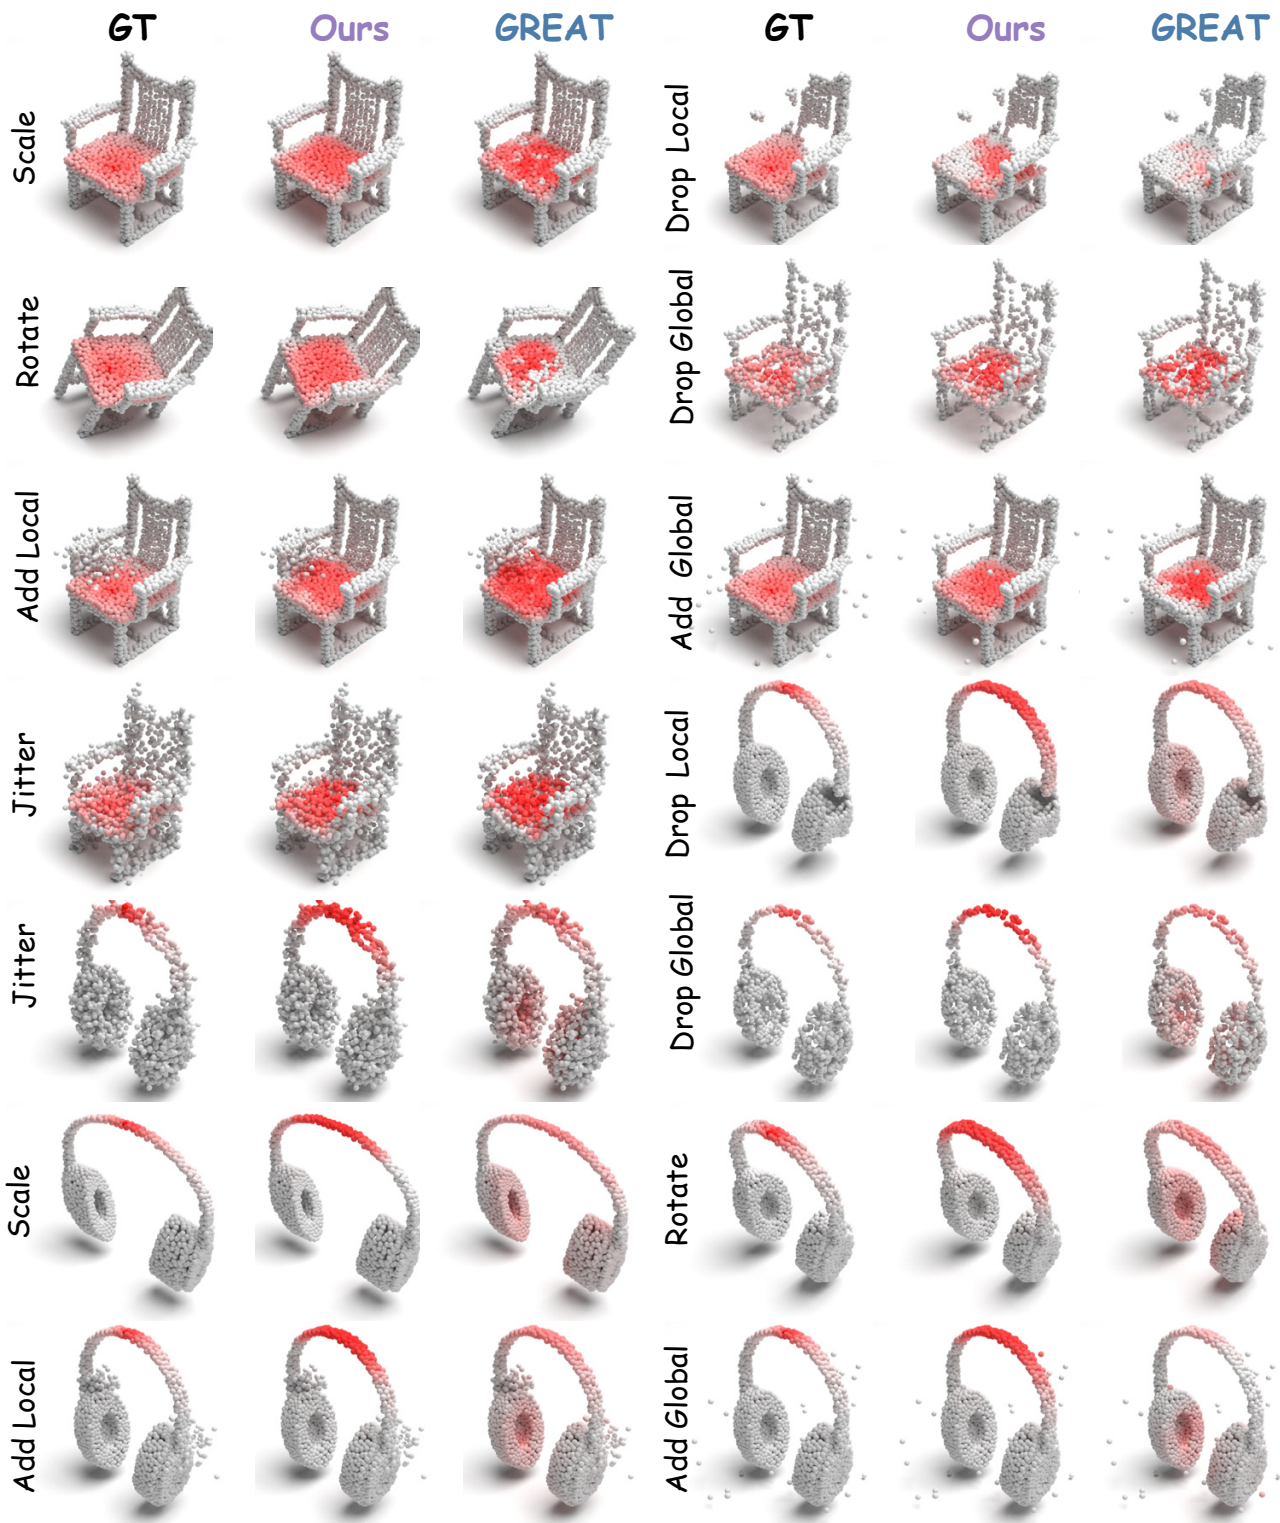 GT Ours GREAT GT Ours GREAT
Scale
Drop Local
Rotate
Drop Global
Add Local
Add Global
Jitter
Drop Local
Jitter
Drop Global
Scale
Rotate
Add Local
Add Global